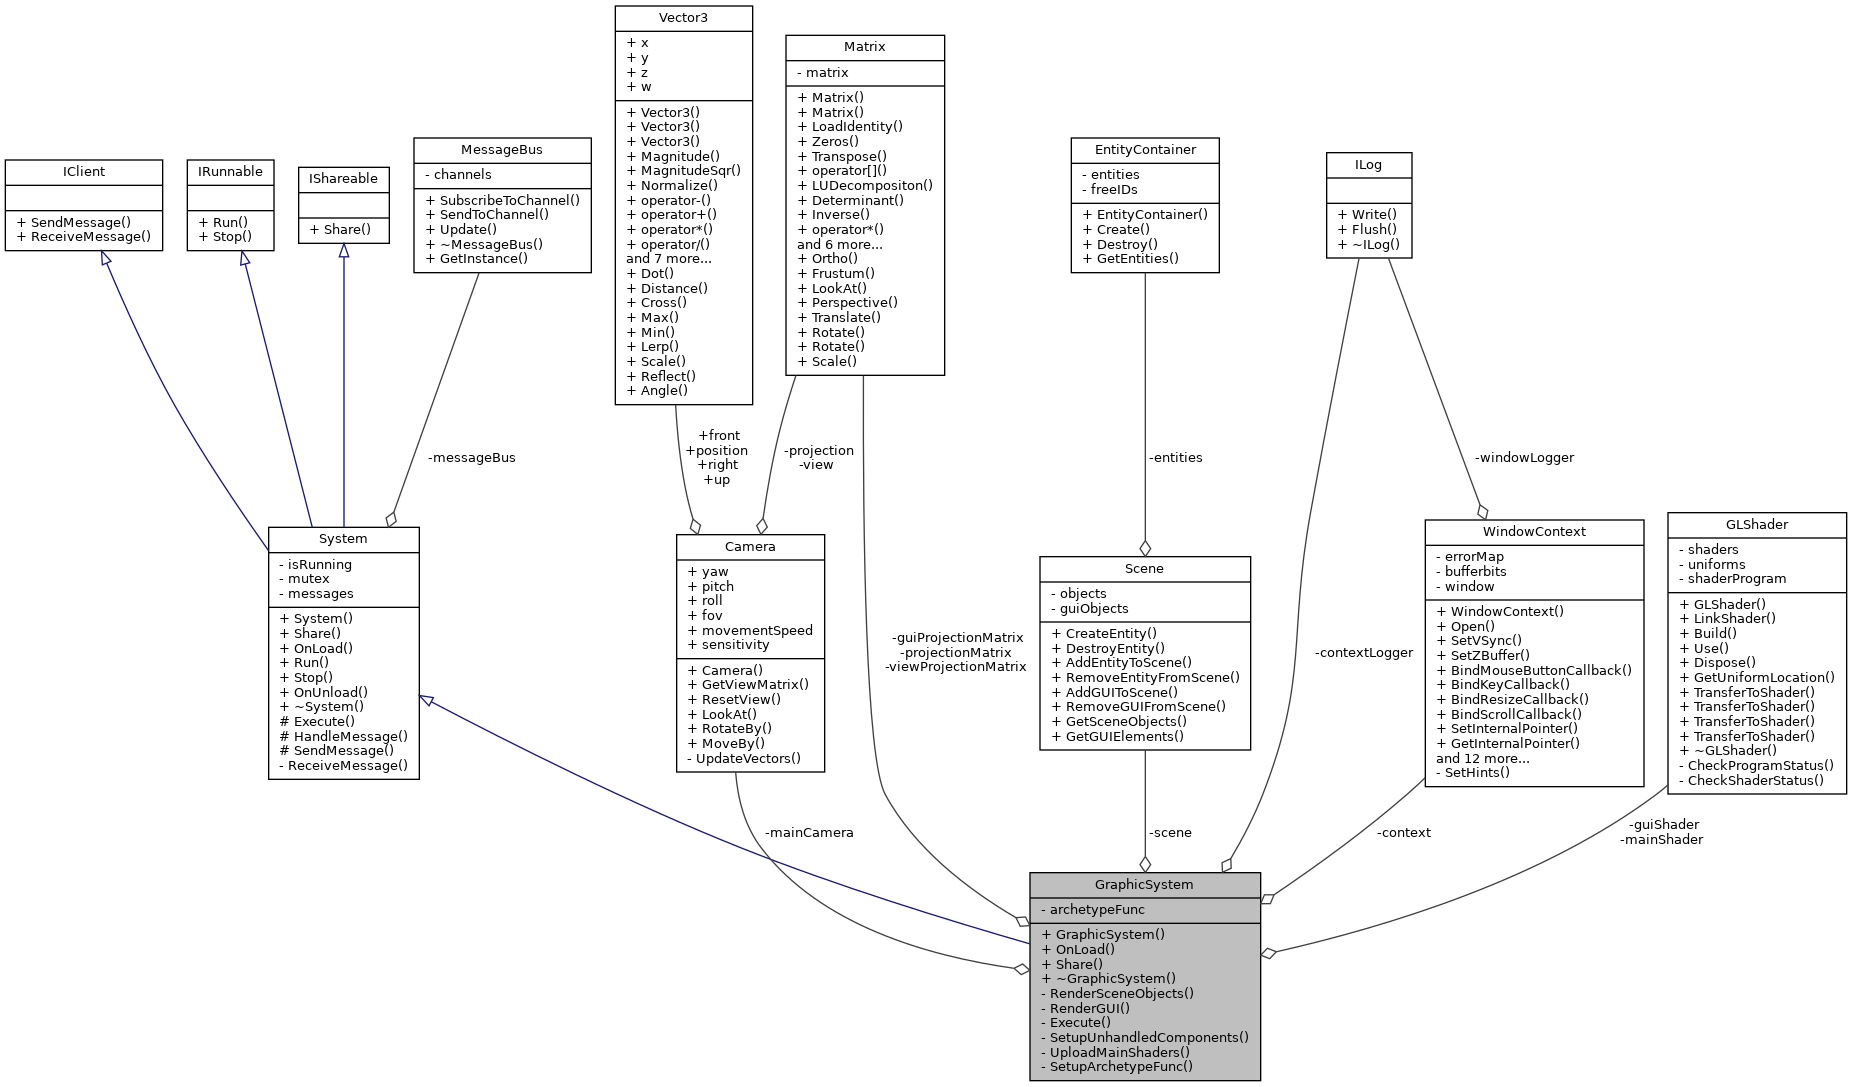 Vector3
+ x
+ y
+ z
+ w
+ Vector3()
+ Vector3()
+ Vector3()
+ Magnitude()
+ MagnitudeSqr()
+ Normalize()
+ operator-()
+ operator+()
+ operator*()
+ operator/()
and 7 more...
+ Dot()
+ Distance()
+ Cross()
+ Max()
+ Min()
+ Lerp()
+ Scale()
+ Reflect()
+ Angle()
Matrix
- matrix
+ Matrix()
+ Matrix()
+ LoadIdentity()
+ Zeros()
+ Transpose()
+ operator[]()
+ LUDecompositon()
+ Determinant()
+ Inverse()
+ operator*()
and 6 more...
+ Ortho()
+ Frustum()
+ LookAt()
+ Perspective()
+ Translate()
+ Rotate()
+ Rotate()
+ Scale()
IClient
+ SendMessage()
+ ReceiveMessage()
IRunnable
+ Run()
+ Stop()
IShareable
+ Share()
MessageBus
- channels
+ SubscribeToChannel()
+ SendToChannel()
+ Update()
+ ~MessageBus()
+ GetInstance()
EntityContainer
- entities
- freeIDs
+ EntityContainer()
+ Create()
+ Destroy()
+ GetEntities()
ILog
+ Write()
+ Flush()
+ ~ILog()
-messageBus
+front
+position
+right
+up
-projection
-view
-entities
-windowLogger
System
- isRunning
- mutex
- messages
+ System()
+ Share()
+ OnLoad()
+ Run()
+ Stop()
+ OnUnload()
+ ~System()
# Execute()
# HandleMessage()
# SendMessage()
- ReceiveMessage()
Camera
+ yaw
+ pitch
+ roll
+ fov
+ movementSpeed
+ sensitivity
+ Camera()
+ GetViewMatrix()
+ ResetView()
+ LookAt()
+ RotateBy()
+ MoveBy()
- UpdateVectors()
-guiProjectionMatrix
-projectionMatrix
-viewProjectionMatrix
Scene
- objects
- guiObjects
+ CreateEntity()
+ DestroyEntity()
+ AddEntityToScene()
+ RemoveEntityFromScene()
+ AddGUIToScene()
+ RemoveGUIFromScene()
+ GetSceneObjects()
+ GetGUIElements()
-contextLogger
WindowContext
- errorMap
- bufferbits
- window
+ WindowContext()
+ Open()
+ SetVSync()
+ SetZBuffer()
+ BindMouseButtonCallback()
+ BindKeyCallback()
+ BindResizeCallback()
+ BindScrollCallback()
+ SetInternalPointer()
+ GetInternalPointer()
and 12 more...
- SetHints()
GLShader
- shaders
- uniforms
- shaderProgram
+ GLShader()
+ LinkShader()
+ Build()
+ Use()
+ Dispose()
+ GetUniformLocation()
+ TransferToShader()
+ TransferToShader()
+ TransferToShader()
+ TransferToShader()
+ ~GLShader()
- CheckProgramStatus()
- CheckShaderStatus()
-mainCamera
-scene
-context
-guiShader
-mainShader
GraphicSystem
- archetypeFunc
+ GraphicSystem()
+ OnLoad()
+ Share()
+ ~GraphicSystem()
- RenderSceneObjects()
- RenderGUI()
- Execute()
- SetupUnhandledComponents()
- UploadMainShaders()
- SetupArchetypeFunc()